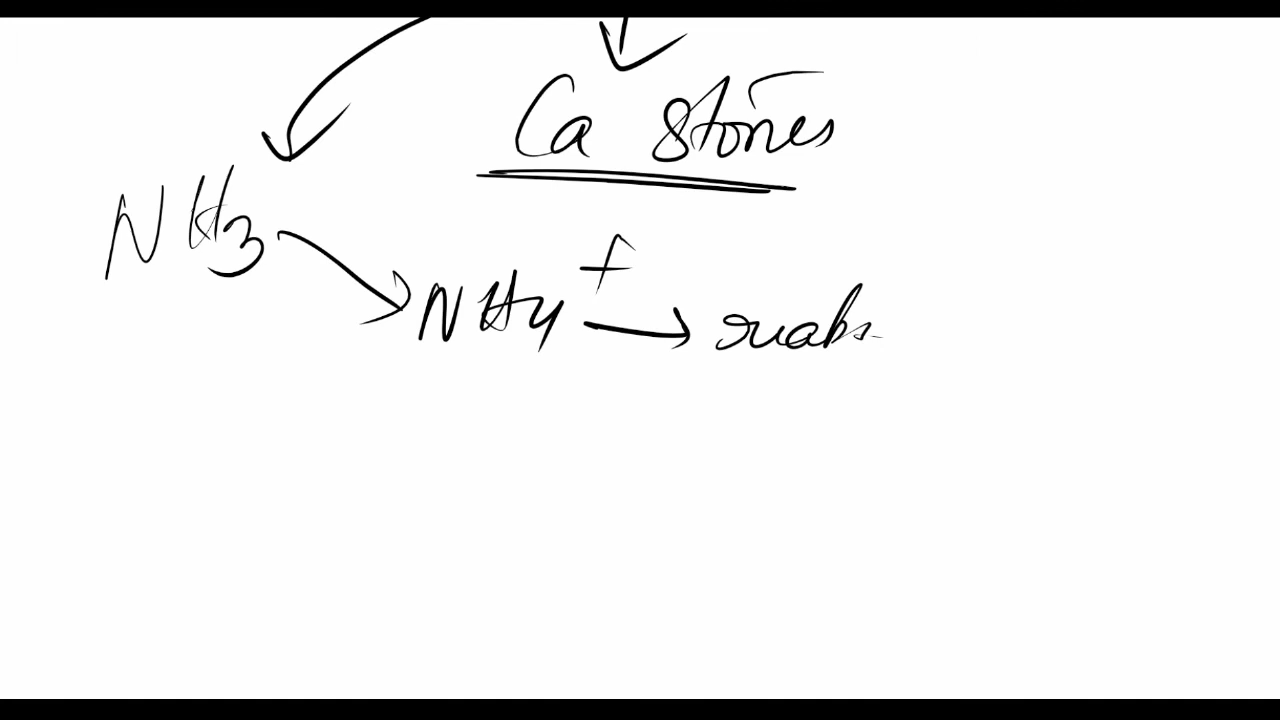 Ca stones
NH3
NH4+ → reabs